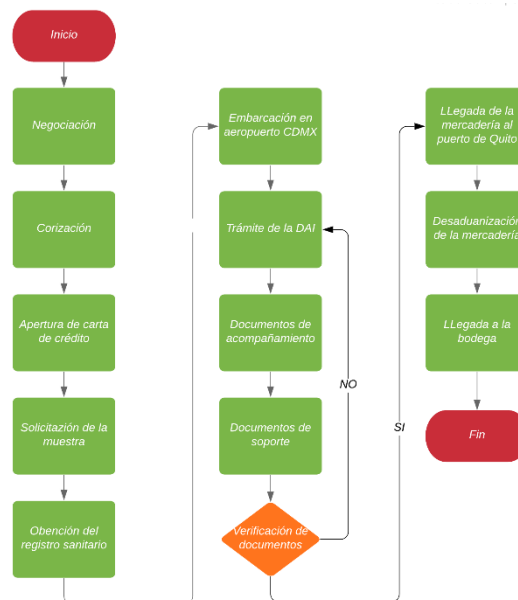 Inicio
Negociación
Corización
Apertura de carta
de crédito
Solicitazión de la
muestra
Obención del
registro sanitario
Embarcación en
aeropuerto CDMX
Trámite de la DAI
Documentos de
acompañamiento
Documentos de
soporte
Verificación de
documentos
NO
SI
LLegada de la
mercadería al
puerto de Quito
Desaduanización
de la mercadería
LLegada a la
bodega
Fin